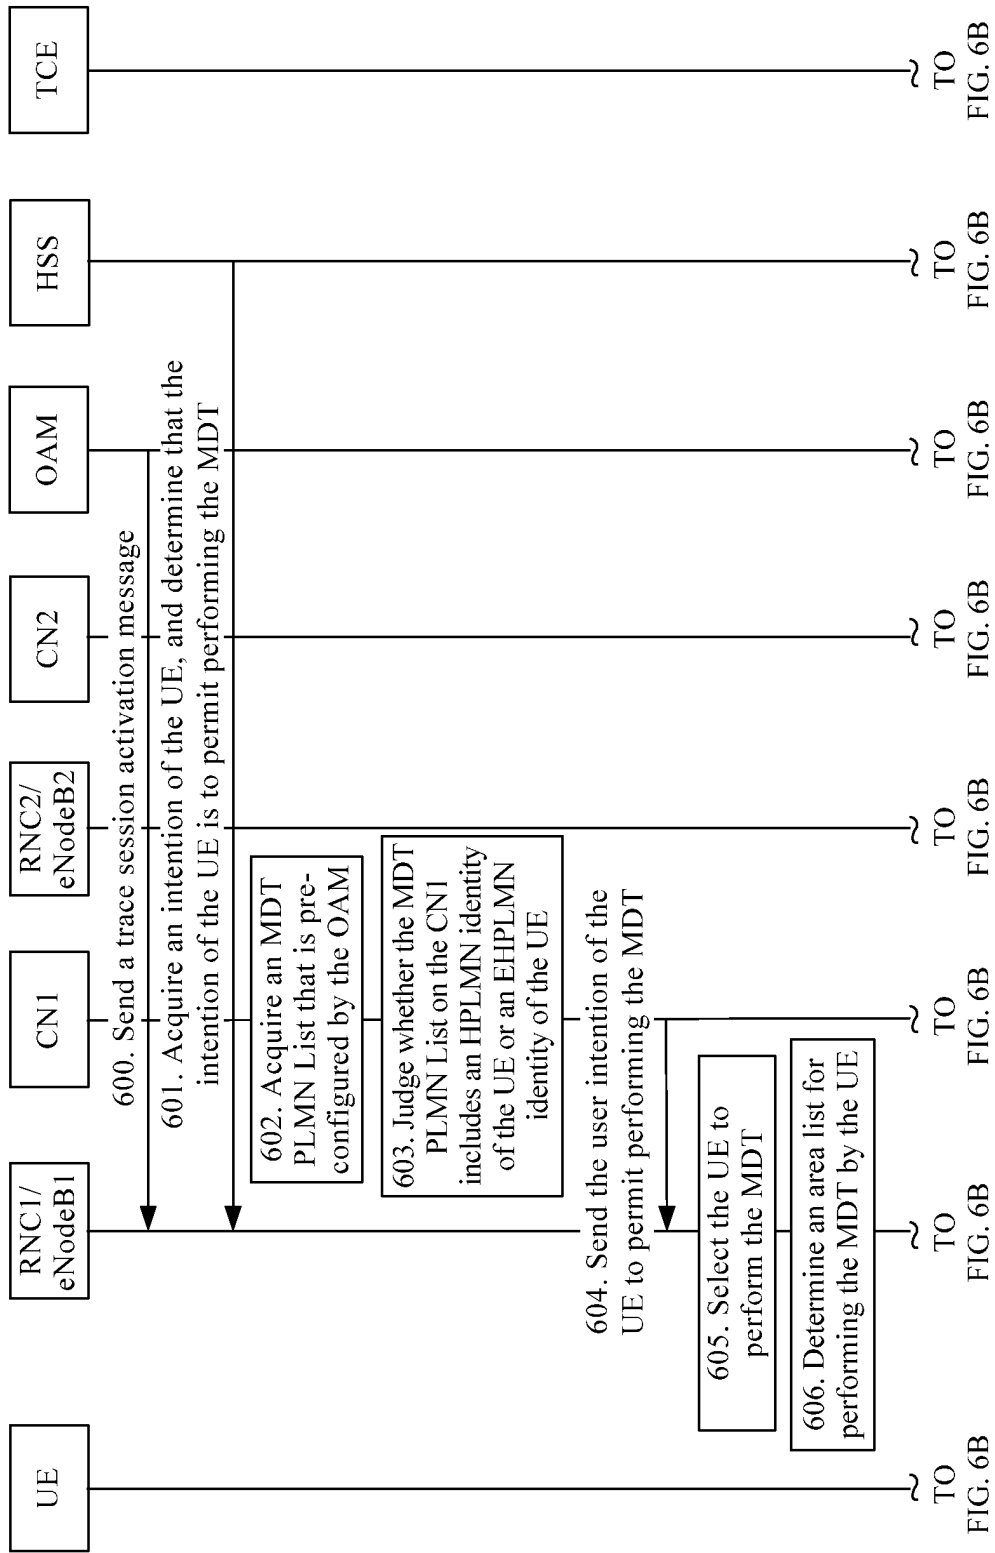 UE
RNC1/
eNodeB1
CN1
RNC2/
eNodeB2
CN2
OAM
HSS
TCE
600. Send a trace session activation message
601. Acquire an intention of the UE, and determine that the
intention of the UE is to permit performing the MDT
602. Acquire an MDT
PLMN List that is pre-
configured by the OAM
603. Judge whether the MDT
PLMN List on the CN1
includes an HPLMN identity
of the UE or an EHPLMN
identity of the UE
604. Send the user intention of the
UE to permit performing the MDT
605. Select the UE to
perform the MDT
606. Determine an area list for
performing the MDT by the UE
TO
FIG. 6B
TO
FIG. 6B
TO
FIG. 6B
TO
FIG. 6B
TO
FIG. 6B
TO
FIG. 6B
TO
FIG. 6B
TO
FIG. 6B